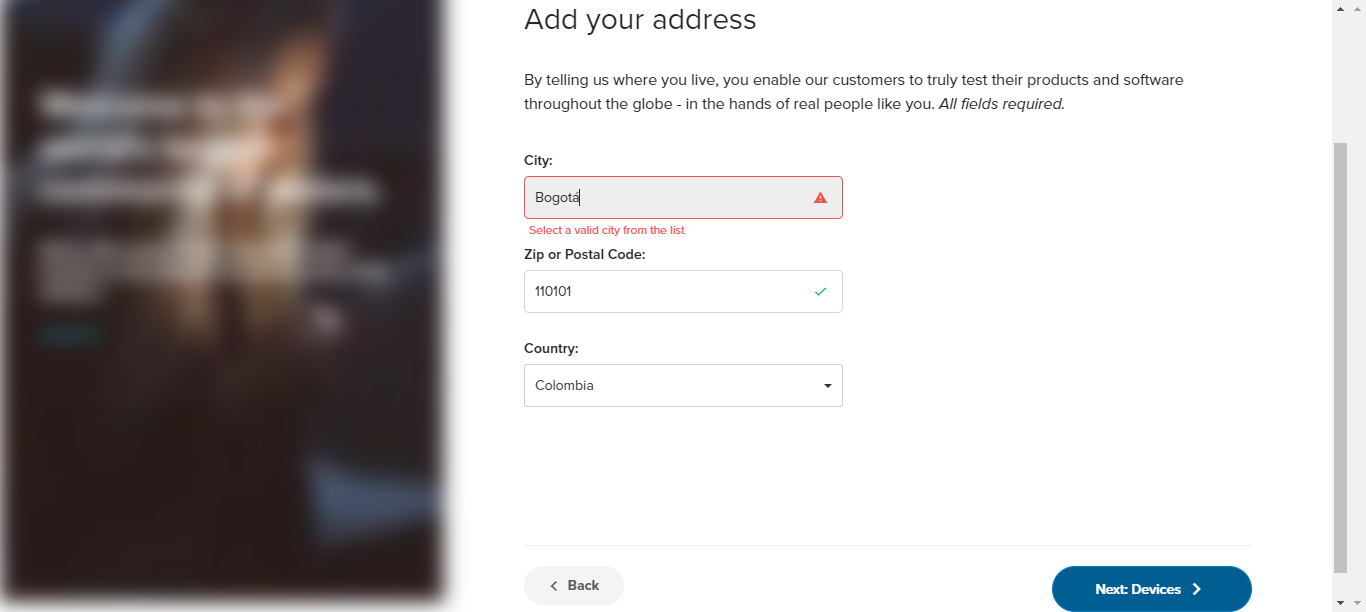 Add your address
By telling us where you live, you enable our customers to truly test their products and software
throughout the globe - in the hands of real people like you. All fields required.
City:
Bogotá
Select a valid city from the list
Zip or Postal Code:
110101
Country:
Colombia
Back
Next: Devices